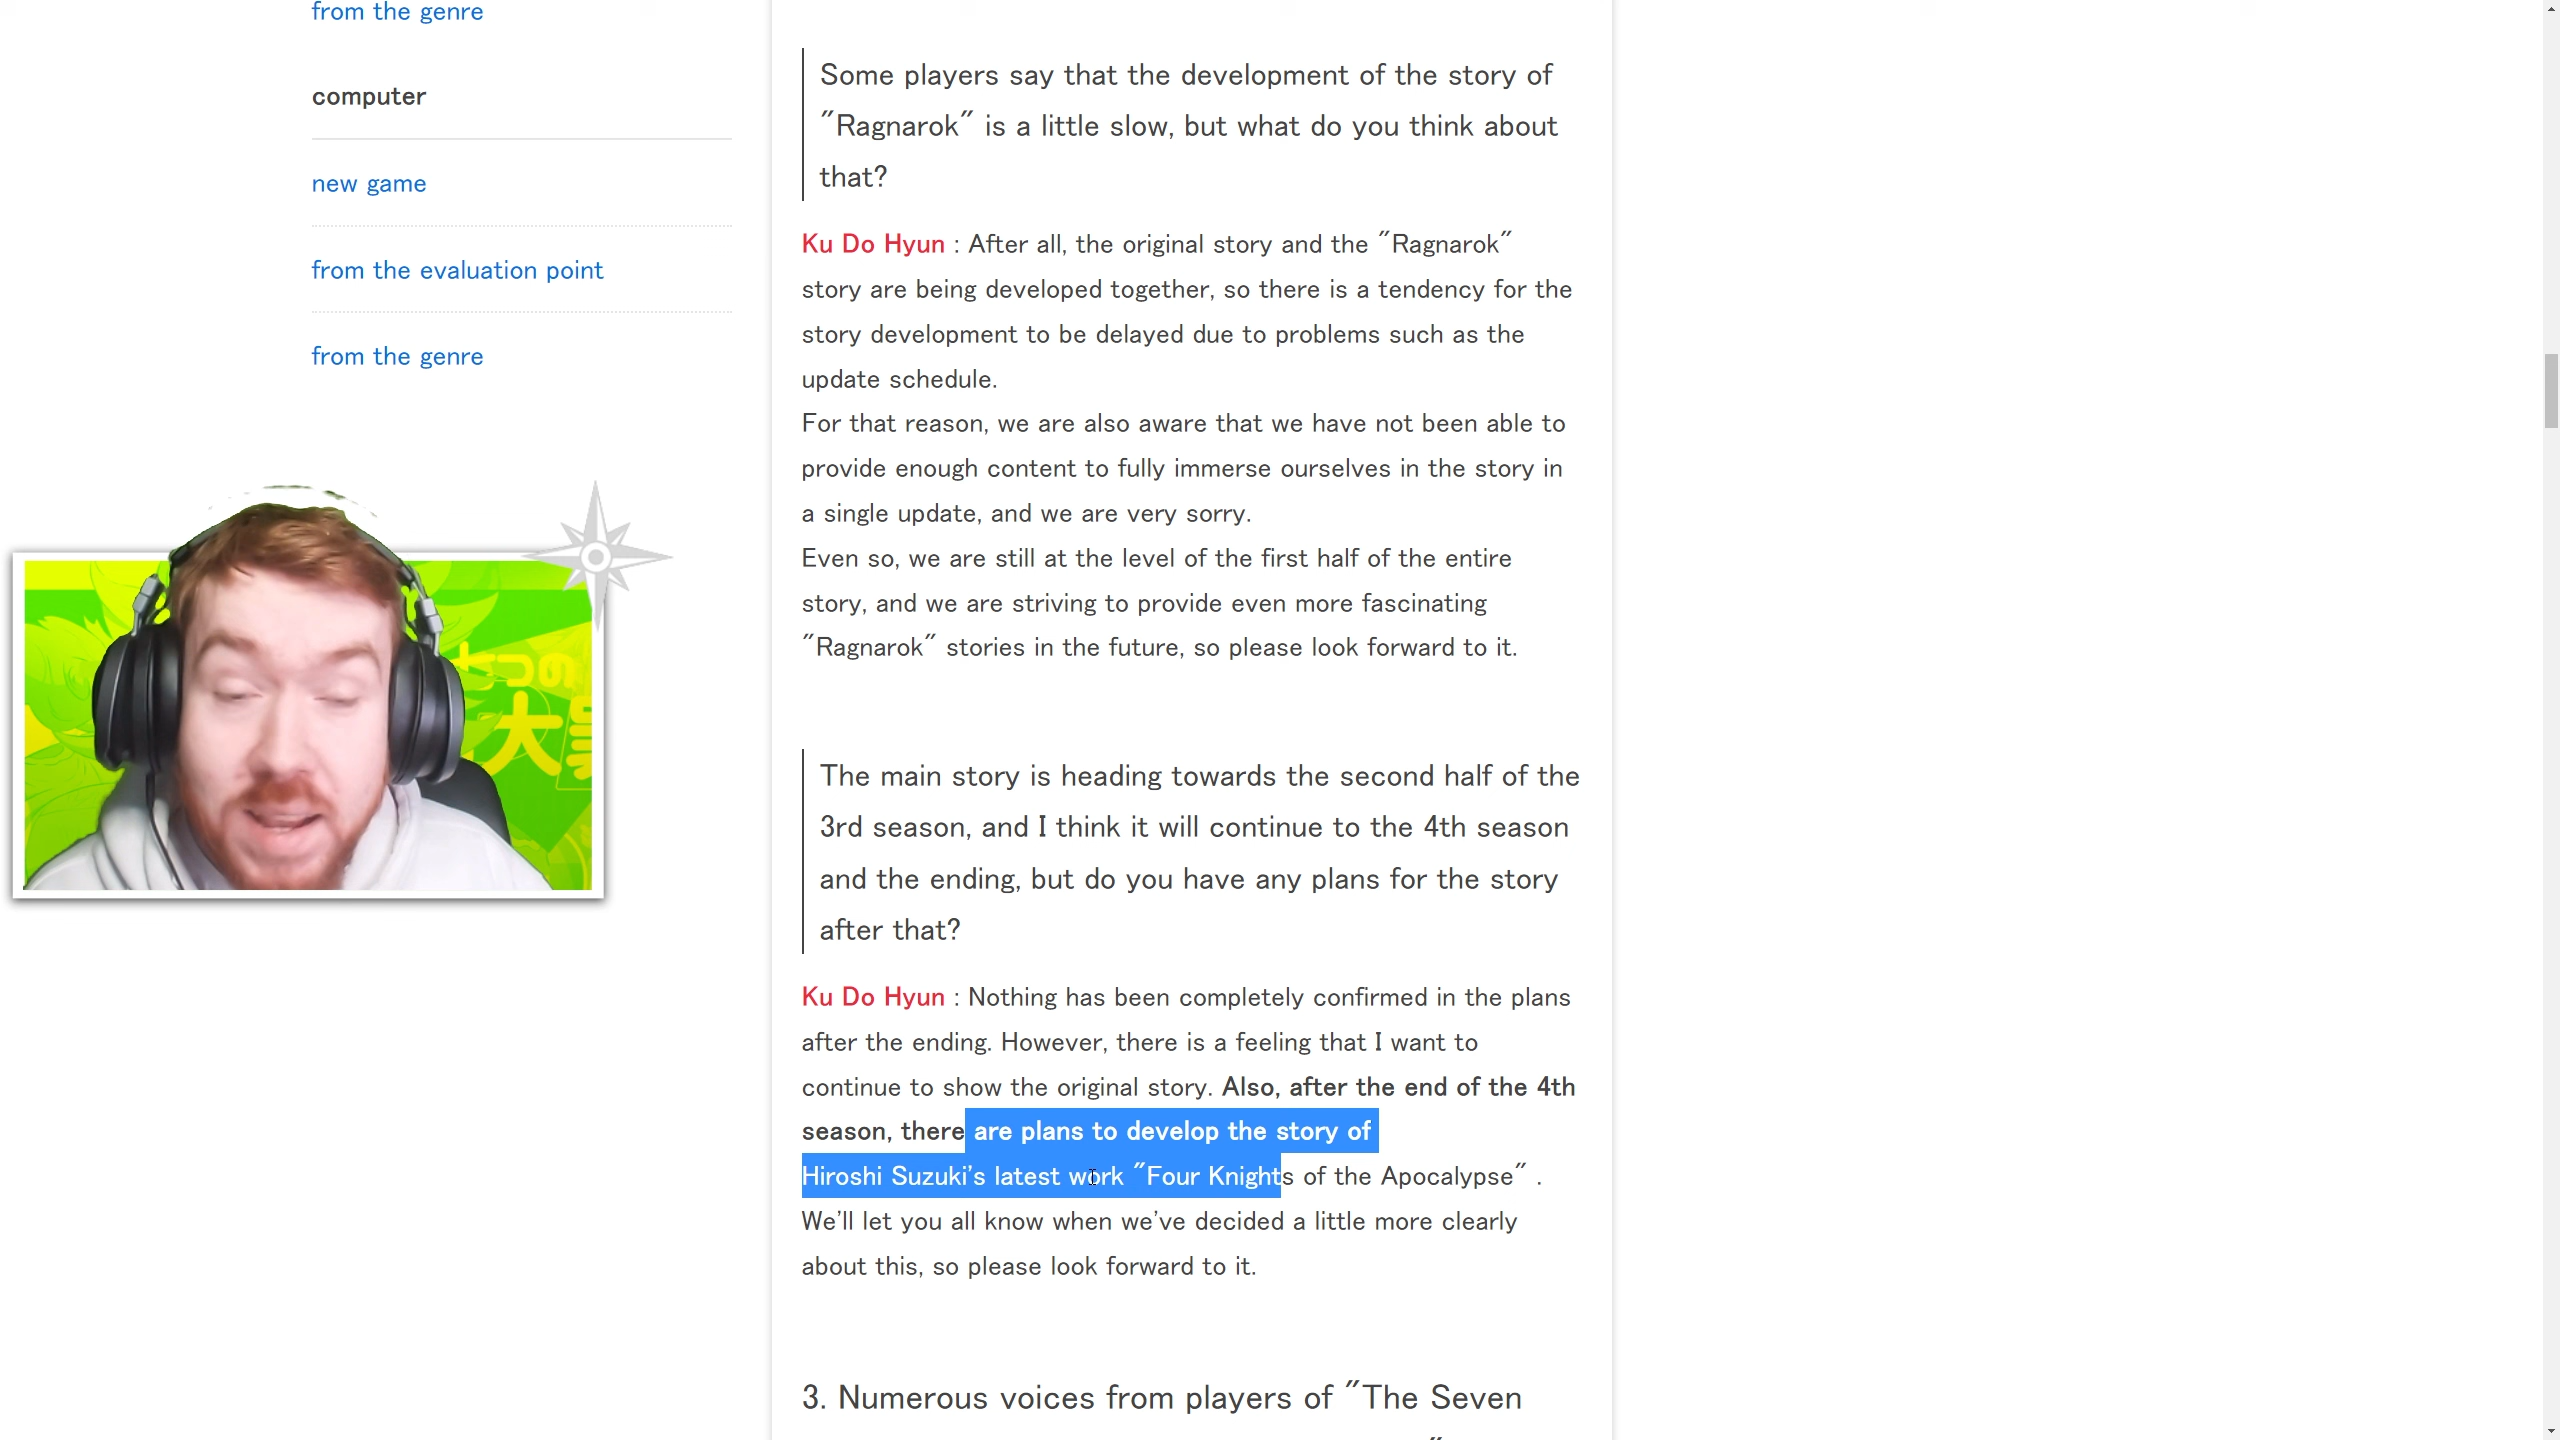 from the genre
computer
new game
from the evaluation point
from the genre
七つの
大罪
Some players say that the development of the story of
"Ragnarok" is a little slow, but what do you think about
that?
Ku Do Hyun : After all, the original story and the "Ragnarok"
story are being developed together, so there is a tendency for the
story development to be delayed due to problems such as the
update schedule.
For that reason, we are also aware that we have not been able to
provide enough content to fully immerse ourselves in the story in
a single update, and we are very sorry.
Even so, we are still at the level of the first half of the entire
story, and we are striving to provide even more fascinating
"Ragnarok" stories in the future, so please look forward to it.
The main story is heading towards the second half of the
3rd season, and I think it will continue to the 4th season
and the ending, but do you have any plans for the story
after that?
Ku Do Hyun : Nothing has been completely confirmed in the plans
after the ending. However, there is a feeling that I want to
continue to show the original story. Also, after the end of the 4th
season, there are plans to develop the story of
Hiroshi Suzuki's latest work "Four Knights of the Apocalypse" .
We'll let you all know when we've decided a little more clearly
about this, so please look forward to it.
3. Numerous voices from players of "The Seven